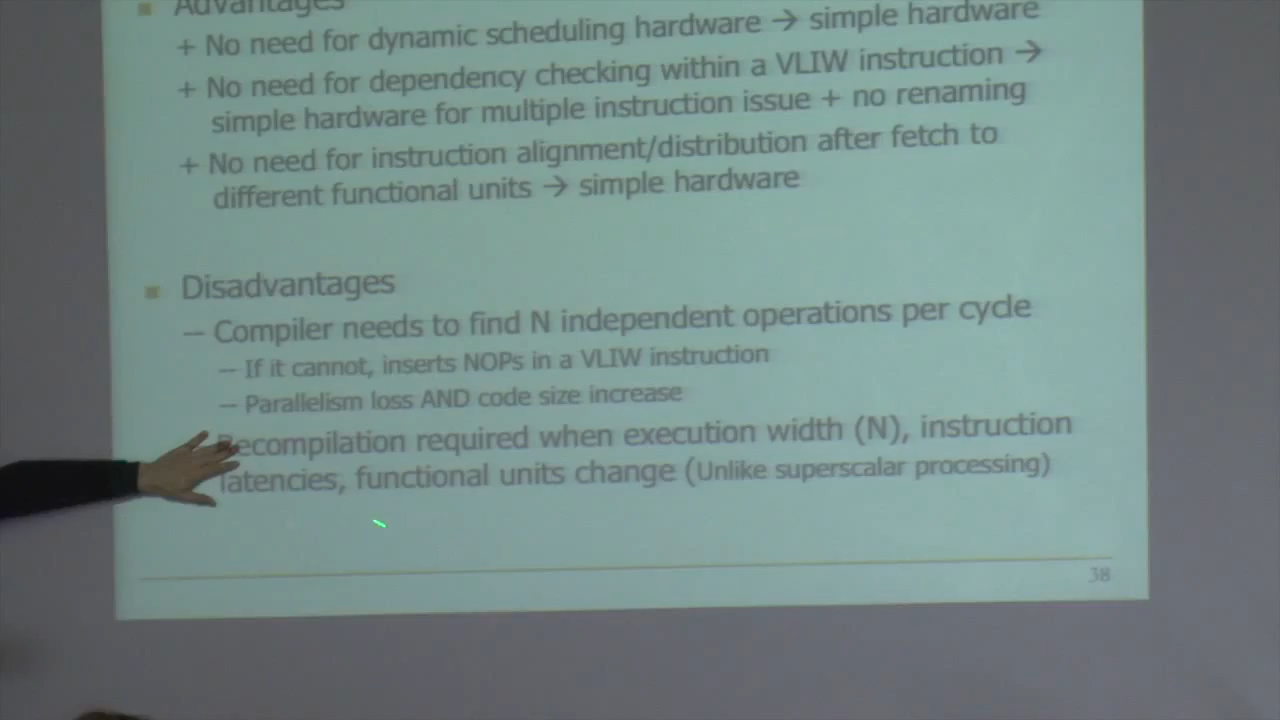 Advantages
+ No need for dynamic scheduling hardware → simple hardware
+ No need for dependency checking within a VLIW instruction →
simple hardware for multiple instruction issue + no renaming
+ No need for instruction alignment/distribution after fetch to
different functional units → simple hardware
Disadvantages
-- Compiler needs to find N independent operations per cycle
-- If it cannot, inserts NOPs in a VLIW instruction
-- Parallelism loss AND code size increase
Recompilation required when execution width (N), instruction
latencies, functional units change (Unlike superscalar processing)
38